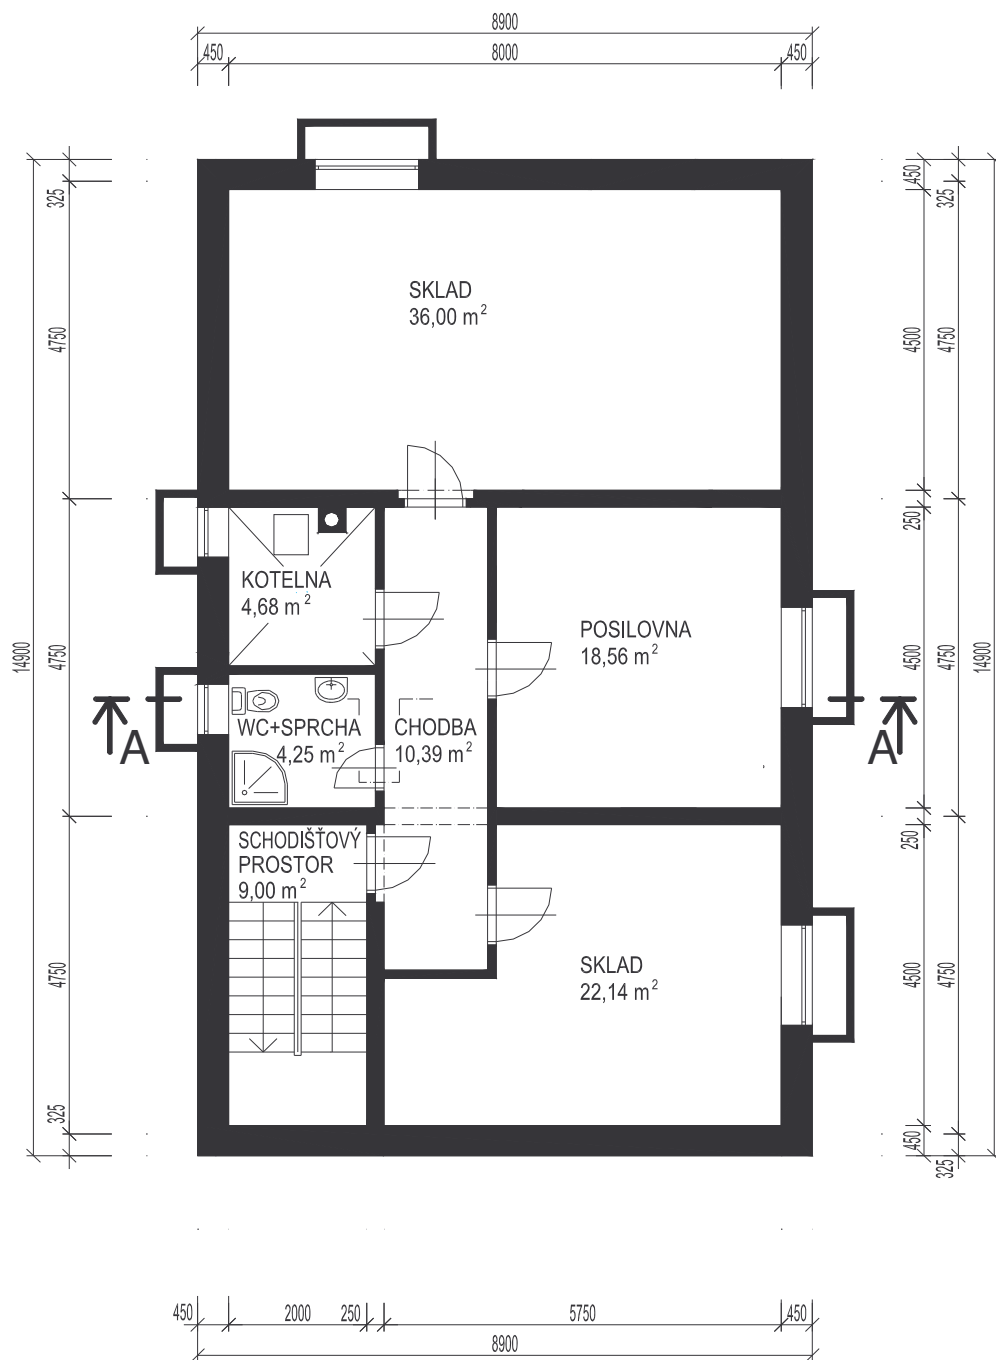 8900
450 8000 450
325
4750
14900
4750
4750
325
450
325
4500
4750
250
4500
4750
14900
250
4500
4750
450
325
SKLAD
36,00 m²
KOTELNA
4,68 m²
POSILOVNA
18,56 m²
WC+SPRCHA
4,25 m²
CHODBA
10,39 m²
A
A
SCHODIŠŤOVÝ
PROSTOR
9,00 m²
SKLAD
22,14 m²
450 2000 250 5750 450
8900